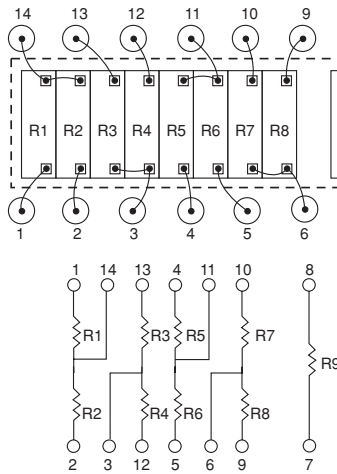 14 13 12 11 10 9
R1 R2 R3 R4 R5 R6 R7 R8
1 2 3 4 5 6
1 14 13 4 11 10 8
R1 R3 R5 R7
R9
R2 R4 R6 R8
2 3 12 5 6 9 7